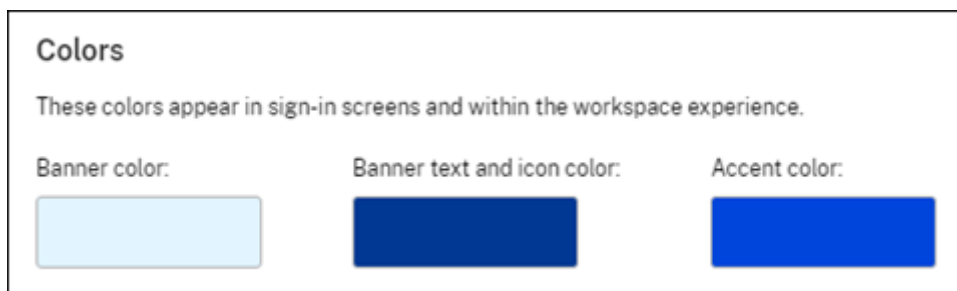 Colors
These colors appear in sign-in screens and within the workspace experience.
Banner color: Banner text and icon color: Accent color: